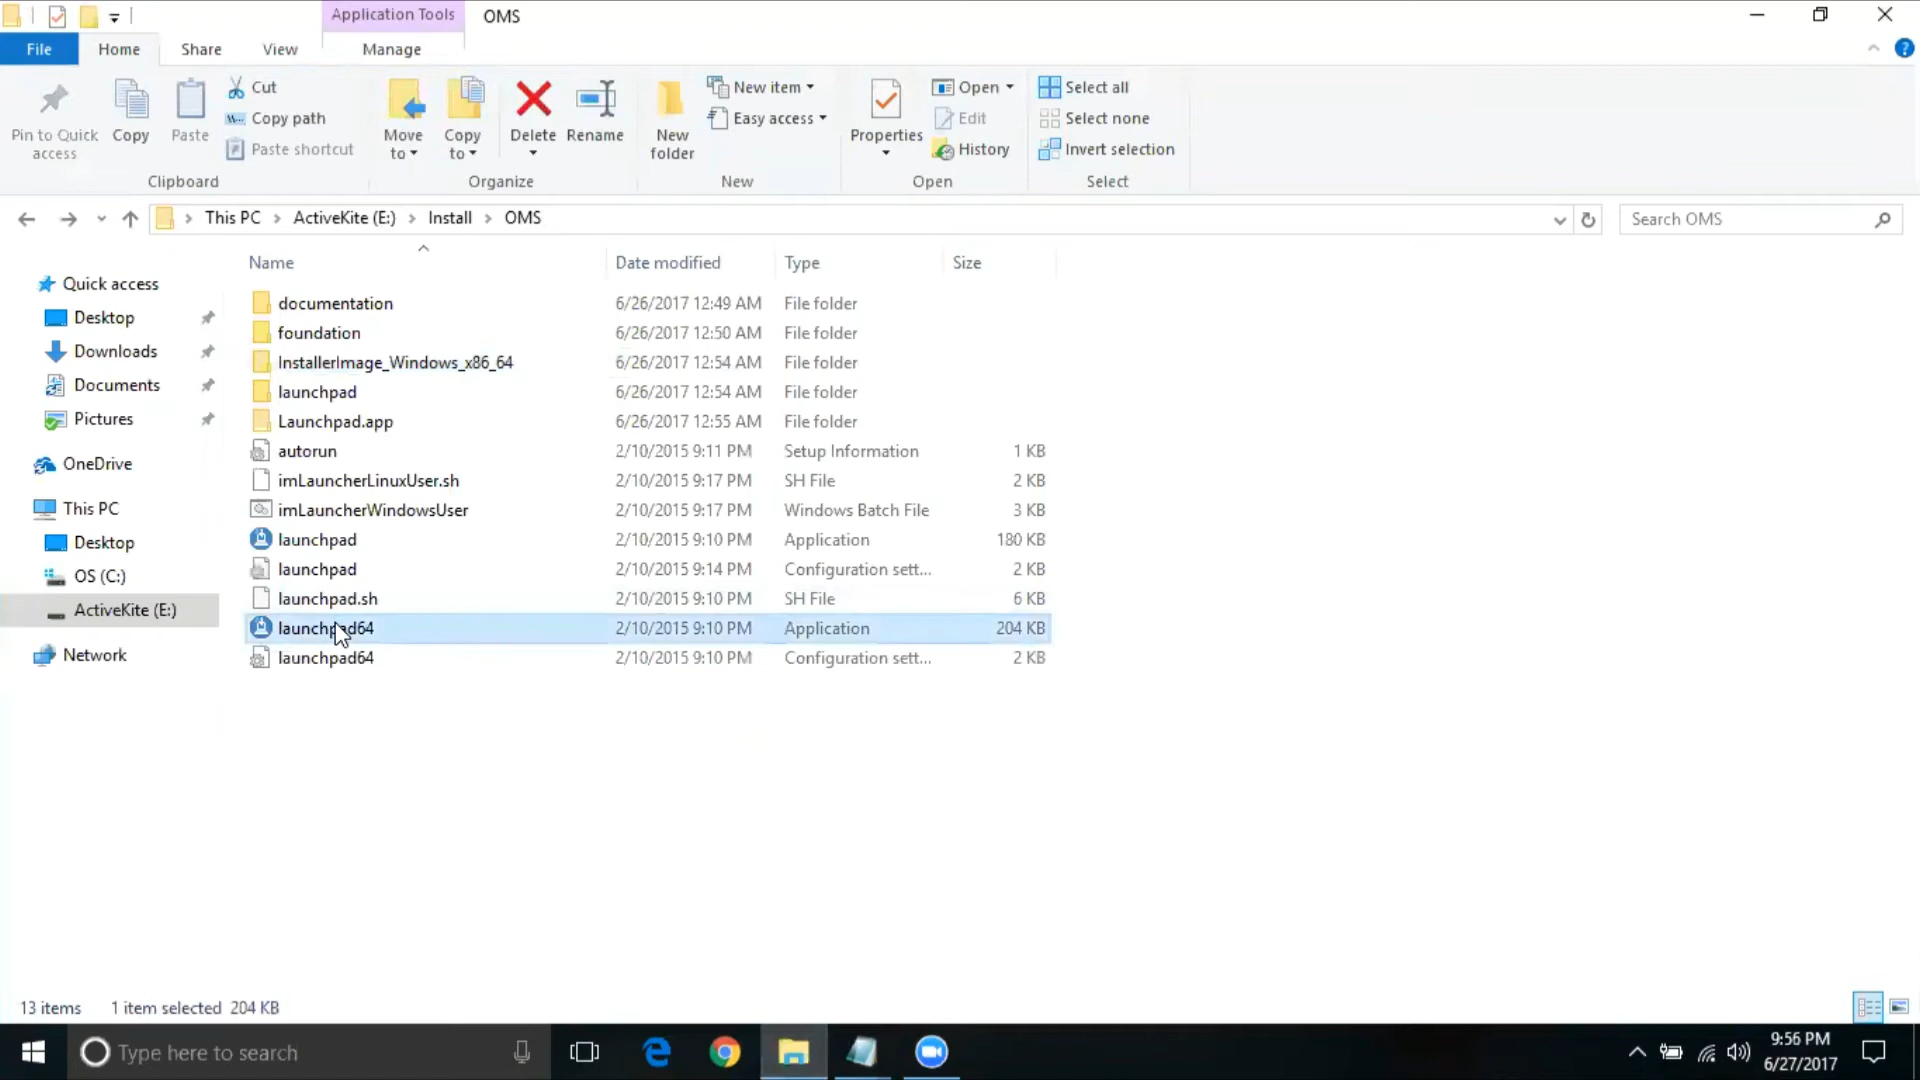 Application Tools
OMS
File
Home
Share
View
Manage
Pin to Quick access
Copy
Paste
Cut
Copy path
Paste shortcut
Clipboard
Move to
Copy to
Delete
Rename
Organize
New folder
New item
Easy access
New
Properties
Open
Edit
History
Open
Select all
Select none
Invert selection
Select
This PC
ActiveKite (E:)
Install
OMS
Search OMS
Name
Date modified
Type
Size
Quick access
Desktop
Downloads
Documents
Pictures
OneDrive
This PC
Desktop
OS (C:)
ActiveKite (E:)
Network
documentation 6/26/2017 12:49 AM File folder
foundation 6/26/2017 12:50 AM File folder
InstallerImage_Windows_x86_64 6/26/2017 12:54 AM File folder
launchpad 6/26/2017 12:54 AM File folder
Launchpad.app 6/26/2017 12:55 AM File folder
autorun 2/10/2015 9:11 PM Setup Information 1 KB
imLauncherLinuxUser.sh 2/10/2015 9:17 PM SH File 2 KB
imLauncherWindowsUser 2/10/2015 9:17 PM Windows Batch File 3 KB
launchpad 2/10/2015 9:10 PM Application 180 KB
launchpad 2/10/2015 9:14 PM Configuration sett... 2 KB
launchpad.sh 2/10/2015 9:10 PM SH File 6 KB
launchpad64 2/10/2015 9:10 PM Application 204 KB
launchpad64 2/10/2015 9:10 PM Configuration sett... 2 KB
13 items
1 item selected 204 KB
Type here to search
9:56 PM
6/27/2017